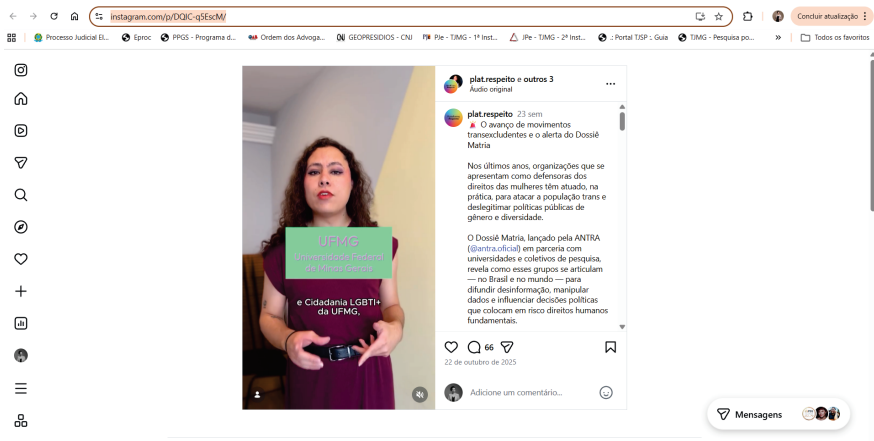 instagram.com/p/DQIC-q5EscM/
Concluir atualização
Processo Judicial El...
Eproc
PPGS - Programa d...
Ordem dos Advoga...
GEOPRESIDIOS - CNJ
PJe - TJMG - 1ª Inst...
JPe - TJMG - 2ª Inst...
.: Portal TJSP :. Guia
TJMG - Pesquisa po...
»
Todos os favoritos
plat.respeito e outros 3
Áudio original
plat.respeito 23 sem
🚨 O avanço de movimentos
transexcludentes e o alerta do Dossiê
Matria
Nos últimos anos, organizações que se
apresentam como defensoras dos
direitos das mulheres têm atuado, na
prática, para atacar a população trans e
deslegitimar políticas públicas de
gênero e diversidade.
O Dossiê Matria, lançado pela ANTRA
(@antra.oficial) em parceria com
universidades e coletivos de pesquisa,
revela como esses grupos se articulam
— no Brasil e no mundo — para
difundir desinformação, manipular
dados e influenciar decisões políticas
que colocam em risco direitos humanos
fundamentais.
UFMG
Universidade Federal
de Minas Gerais
e Cidadania LGBTI+
da UFMG,
66
22 de outubro de 2025
Adicione um comentário...
Mensagens